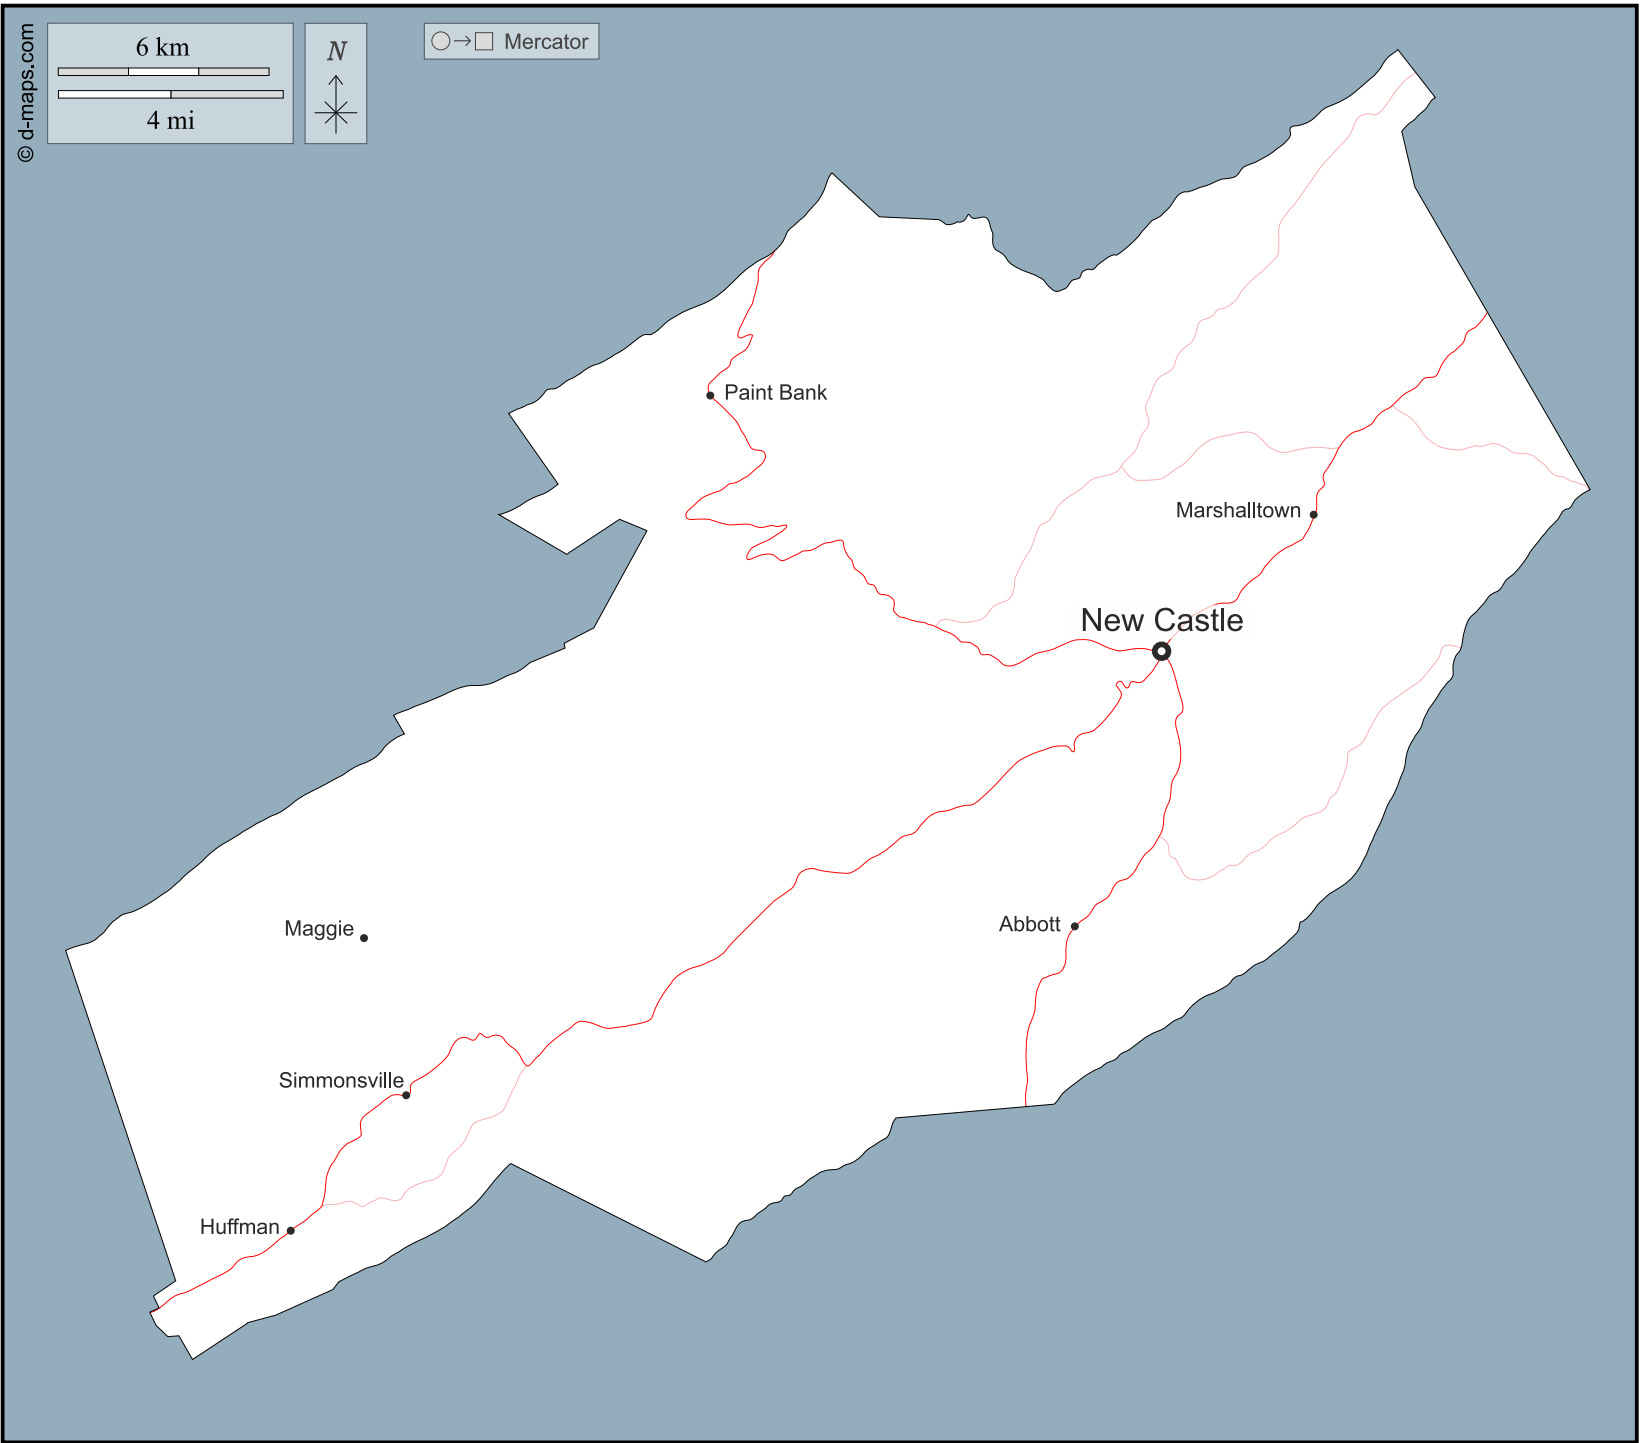 © d-maps.com
6 km
4 mi
N
Mercator
Paint Bank
Marshalltown
New Castle
Maggie
Abbott
Simmonsville
Huffman